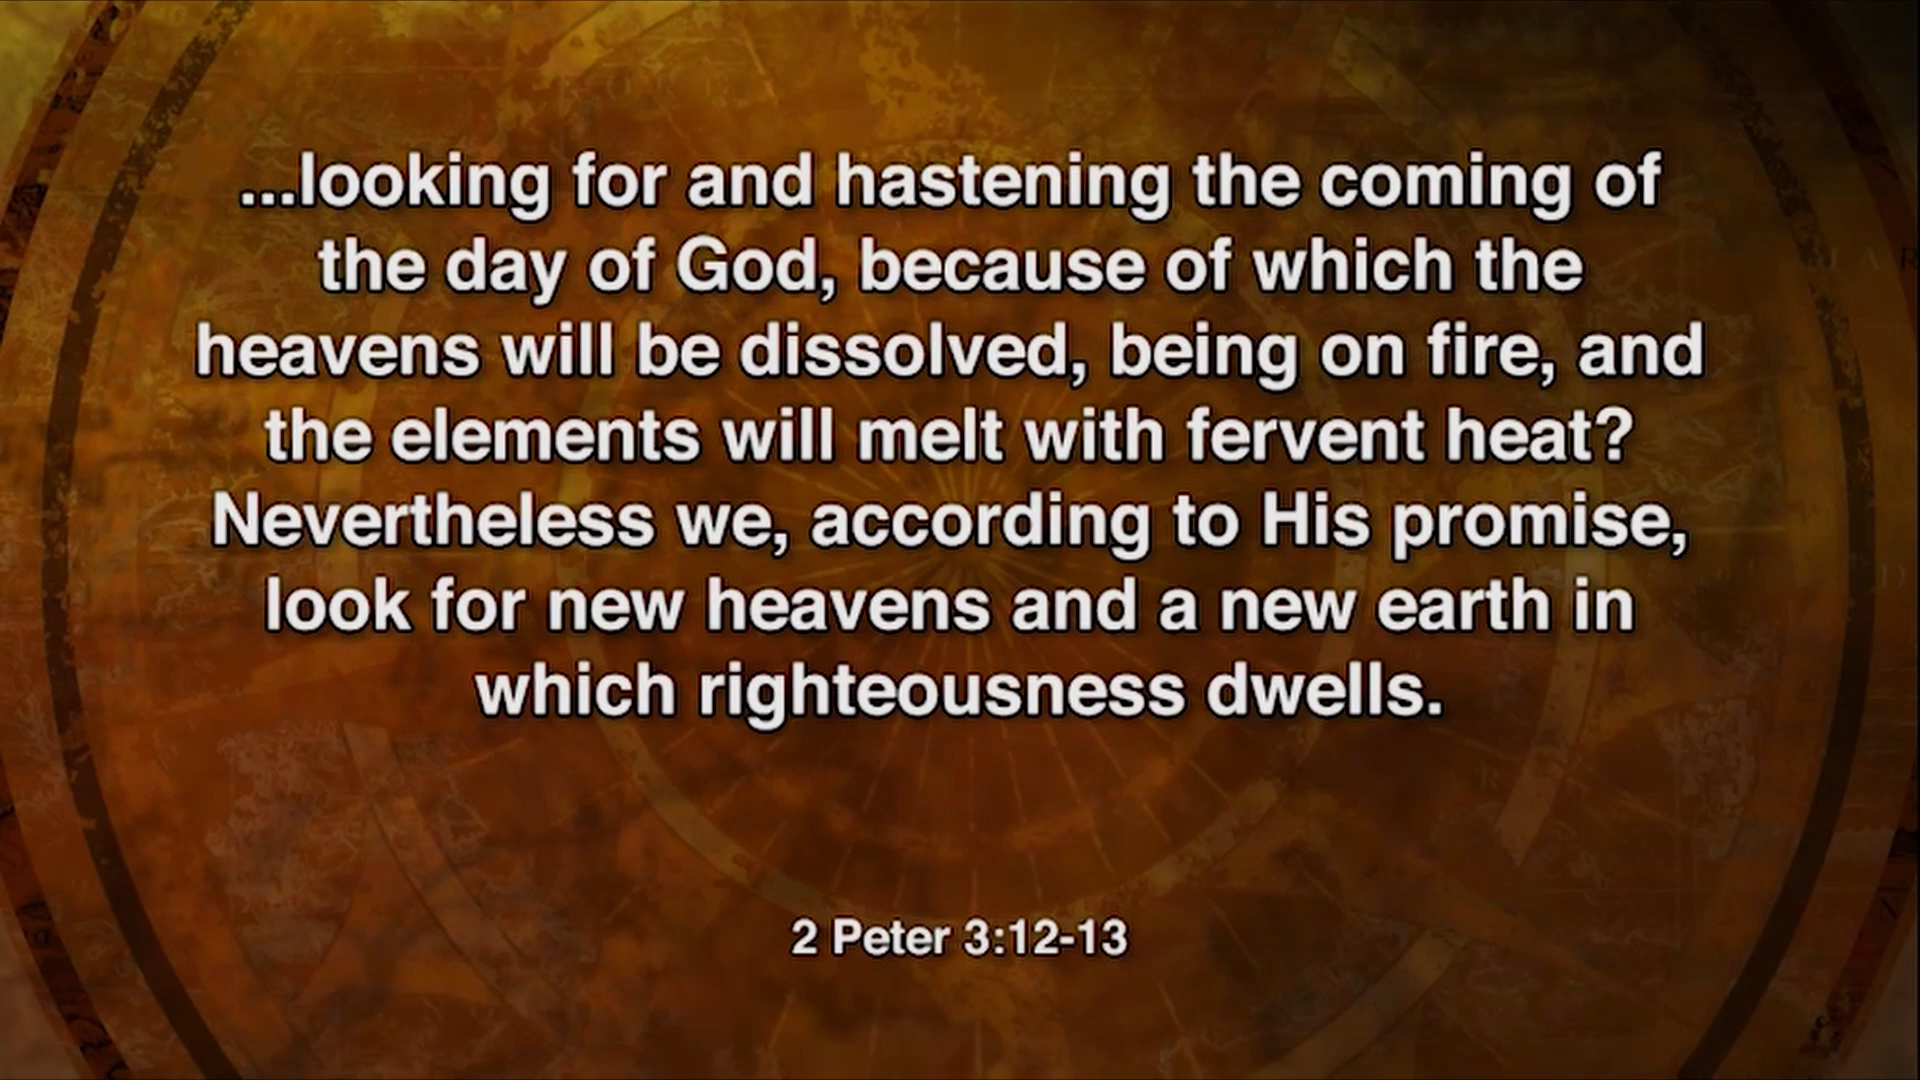 ...looking for and hastening the coming of
the day of God, because of which the
heavens will be dissolved, being on fire, and
the elements will melt with fervent heat?
Nevertheless we, according to His promise,
look for new heavens and a new earth in
which righteousness dwells.
2 Peter 3:12-13